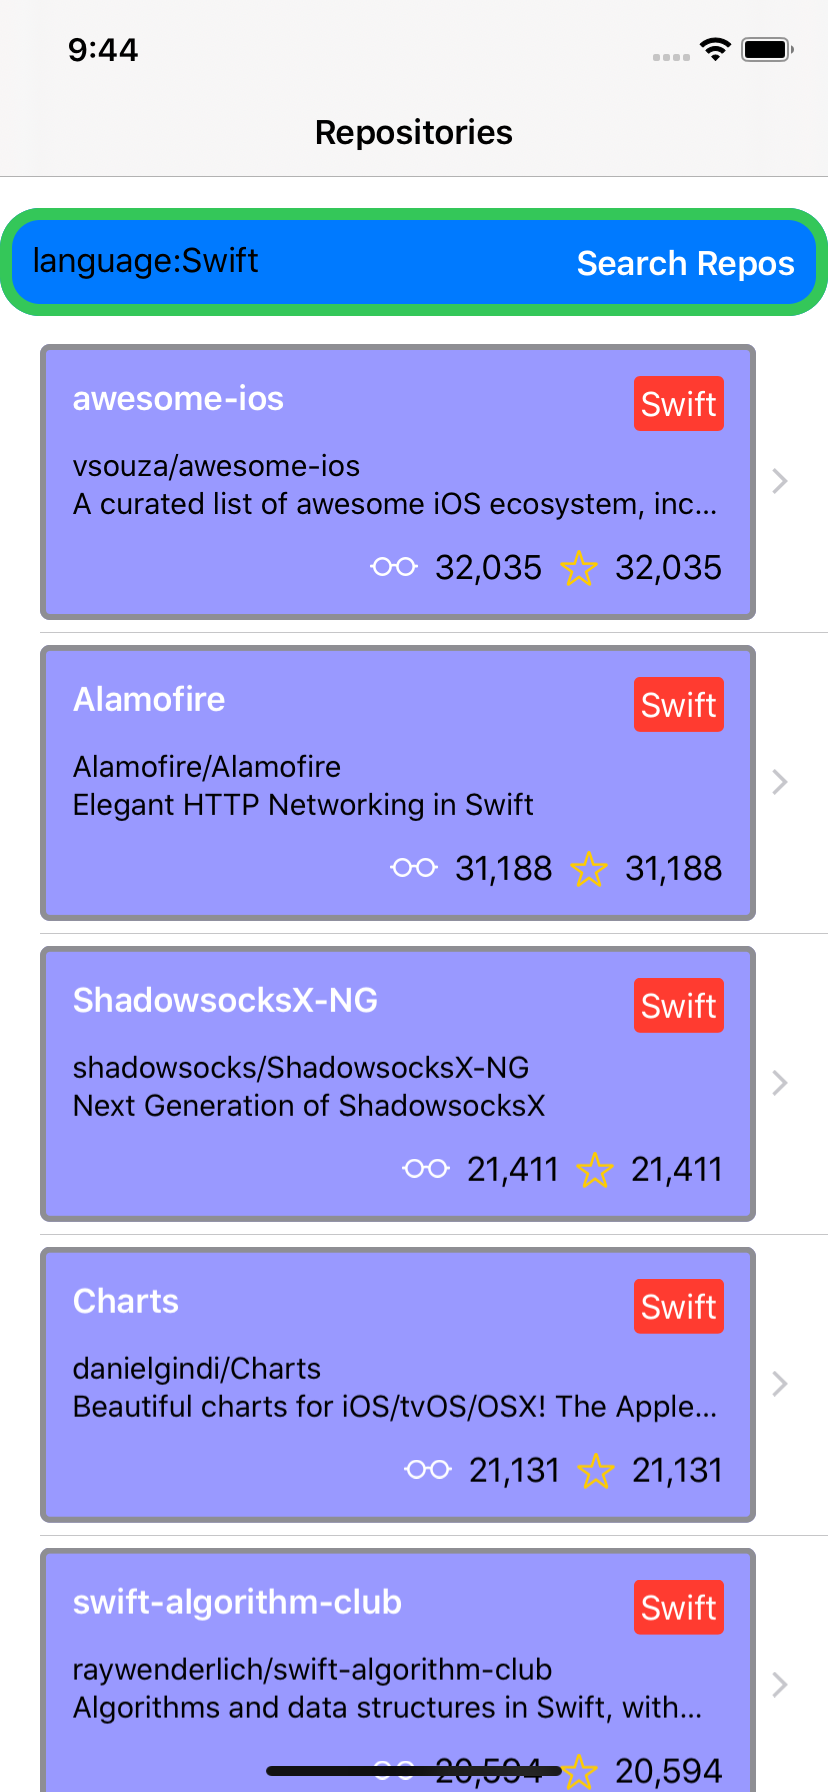 9:44
Repositories
language:Swift Search Repos
awesome-ios Swift
vsouza/awesome-ios
A curated list of awesome iOS ecosystem, inc...
32,035 32,035
Alamofire Swift
Alamofire/Alamofire
Elegant HTTP Networking in Swift
31,188 31,188
ShadowsocksX-NG Swift
shadowsocks/ShadowsocksX-NG
Next Generation of ShadowsocksX
21,411 21,411
Charts Swift
danielgindi/Charts
Beautiful charts for iOS/tvOS/OSX! The Apple...
21,131 21,131
swift-algorithm-club Swift
raywenderlich/swift-algorithm-club
Algorithms and data structures in Swift, with...
20,594 20,594